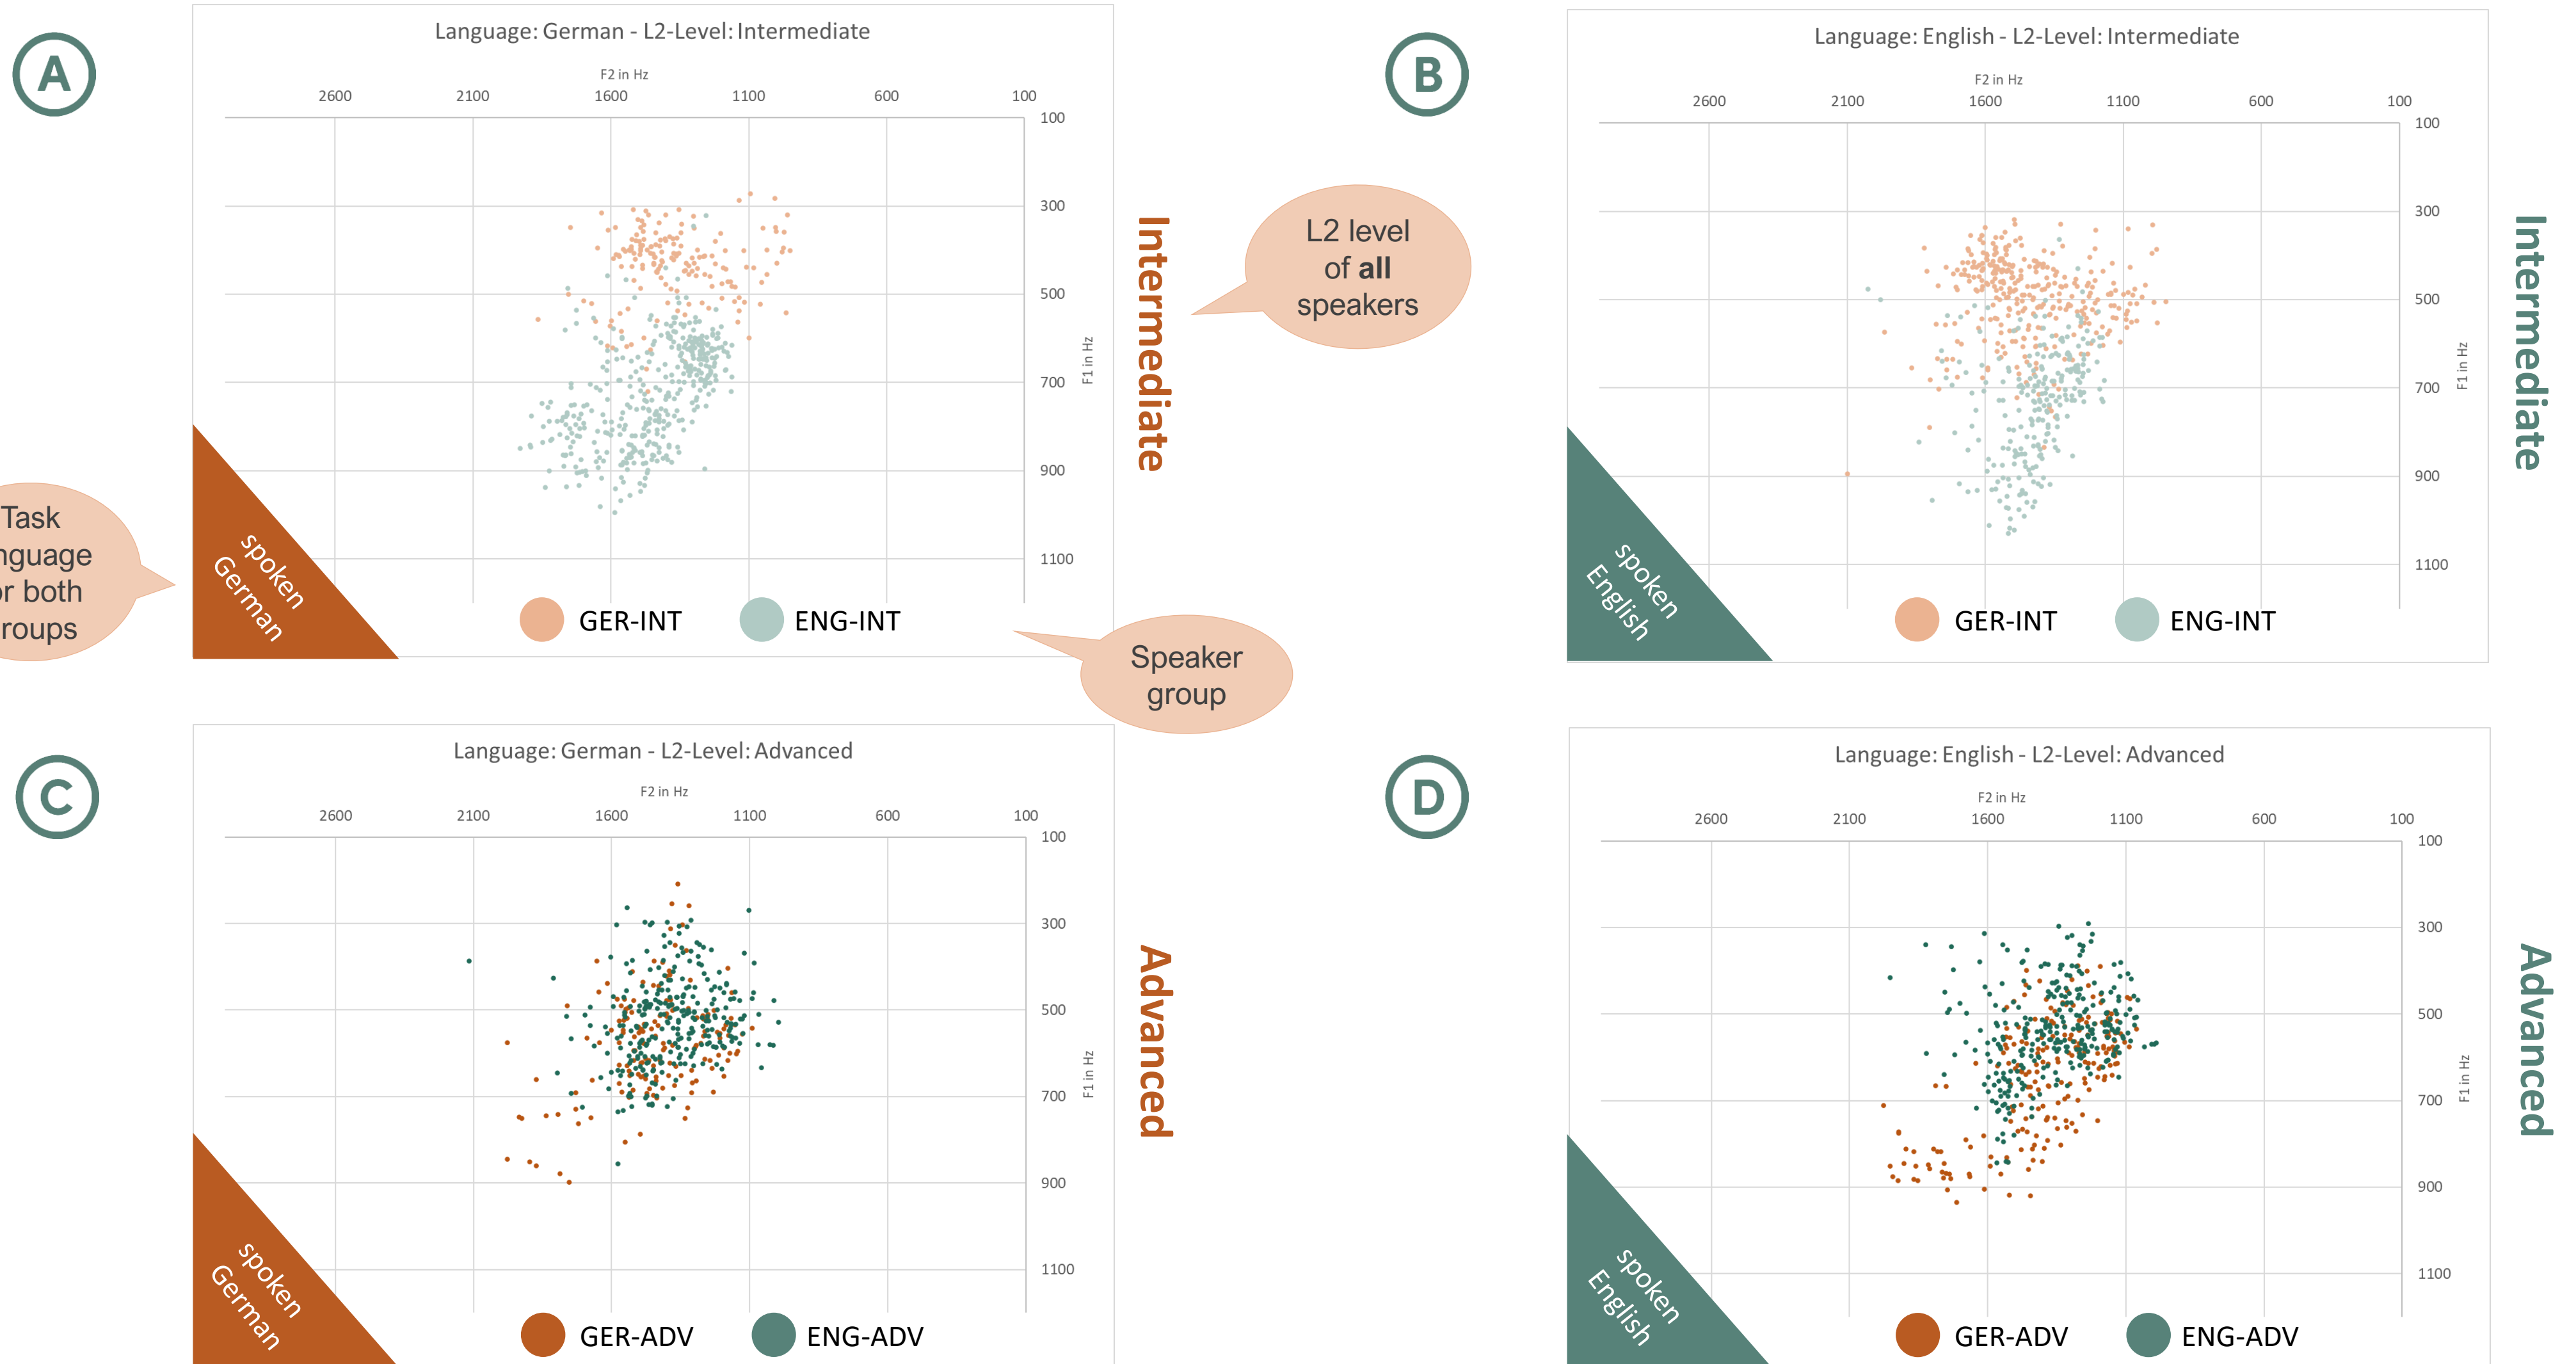 A
Language: German - L2-Level: Intermediate
F2 in Hz
2600 2100 1600 1100 600 100
100
300
500
700
900
1100
F1 in Hz
spoken
German
GER-INT ENG-INT
Intermediate
L2 level
of all
speakers
Task
or both
Speaker
group
B
Language: English - L2-Level: Intermediate
F2 in Hz
2600 2100 1600 1100 600 100
100
300
500
700
900
1100
F1 in Hz
spoken
English
GER-INT ENG-INT
Intermediate
C
Language: German - L2-Level: Advanced
F2 in Hz
2600 2100 1600 1100 600 100
100
300
500
700
900
1100
F1 in Hz
spoken
German
GER-ADV ENG-ADV
Advanced
D
Language: English - L2-Level: Advanced
F2 in Hz
2600 2100 1600 1100 600 100
100
300
500
700
900
1100
F1 in Hz
spoken
English
GER-ADV ENG-ADV
Advanced